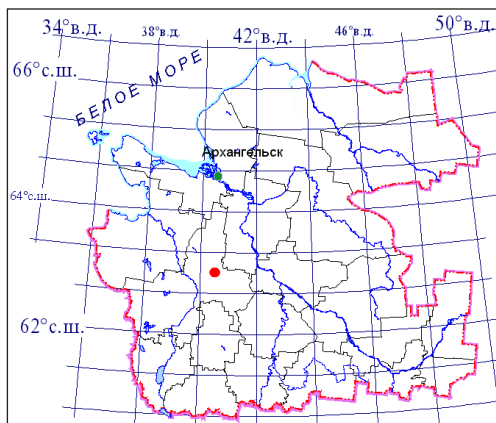 34°в.д.
38°в.д.
42°в.д.
46°в.д.
50°в.д.
66°с.ш.
БЕЛОЕ МОРЕ
Архангельск
64°с.ш.
62°с.ш.